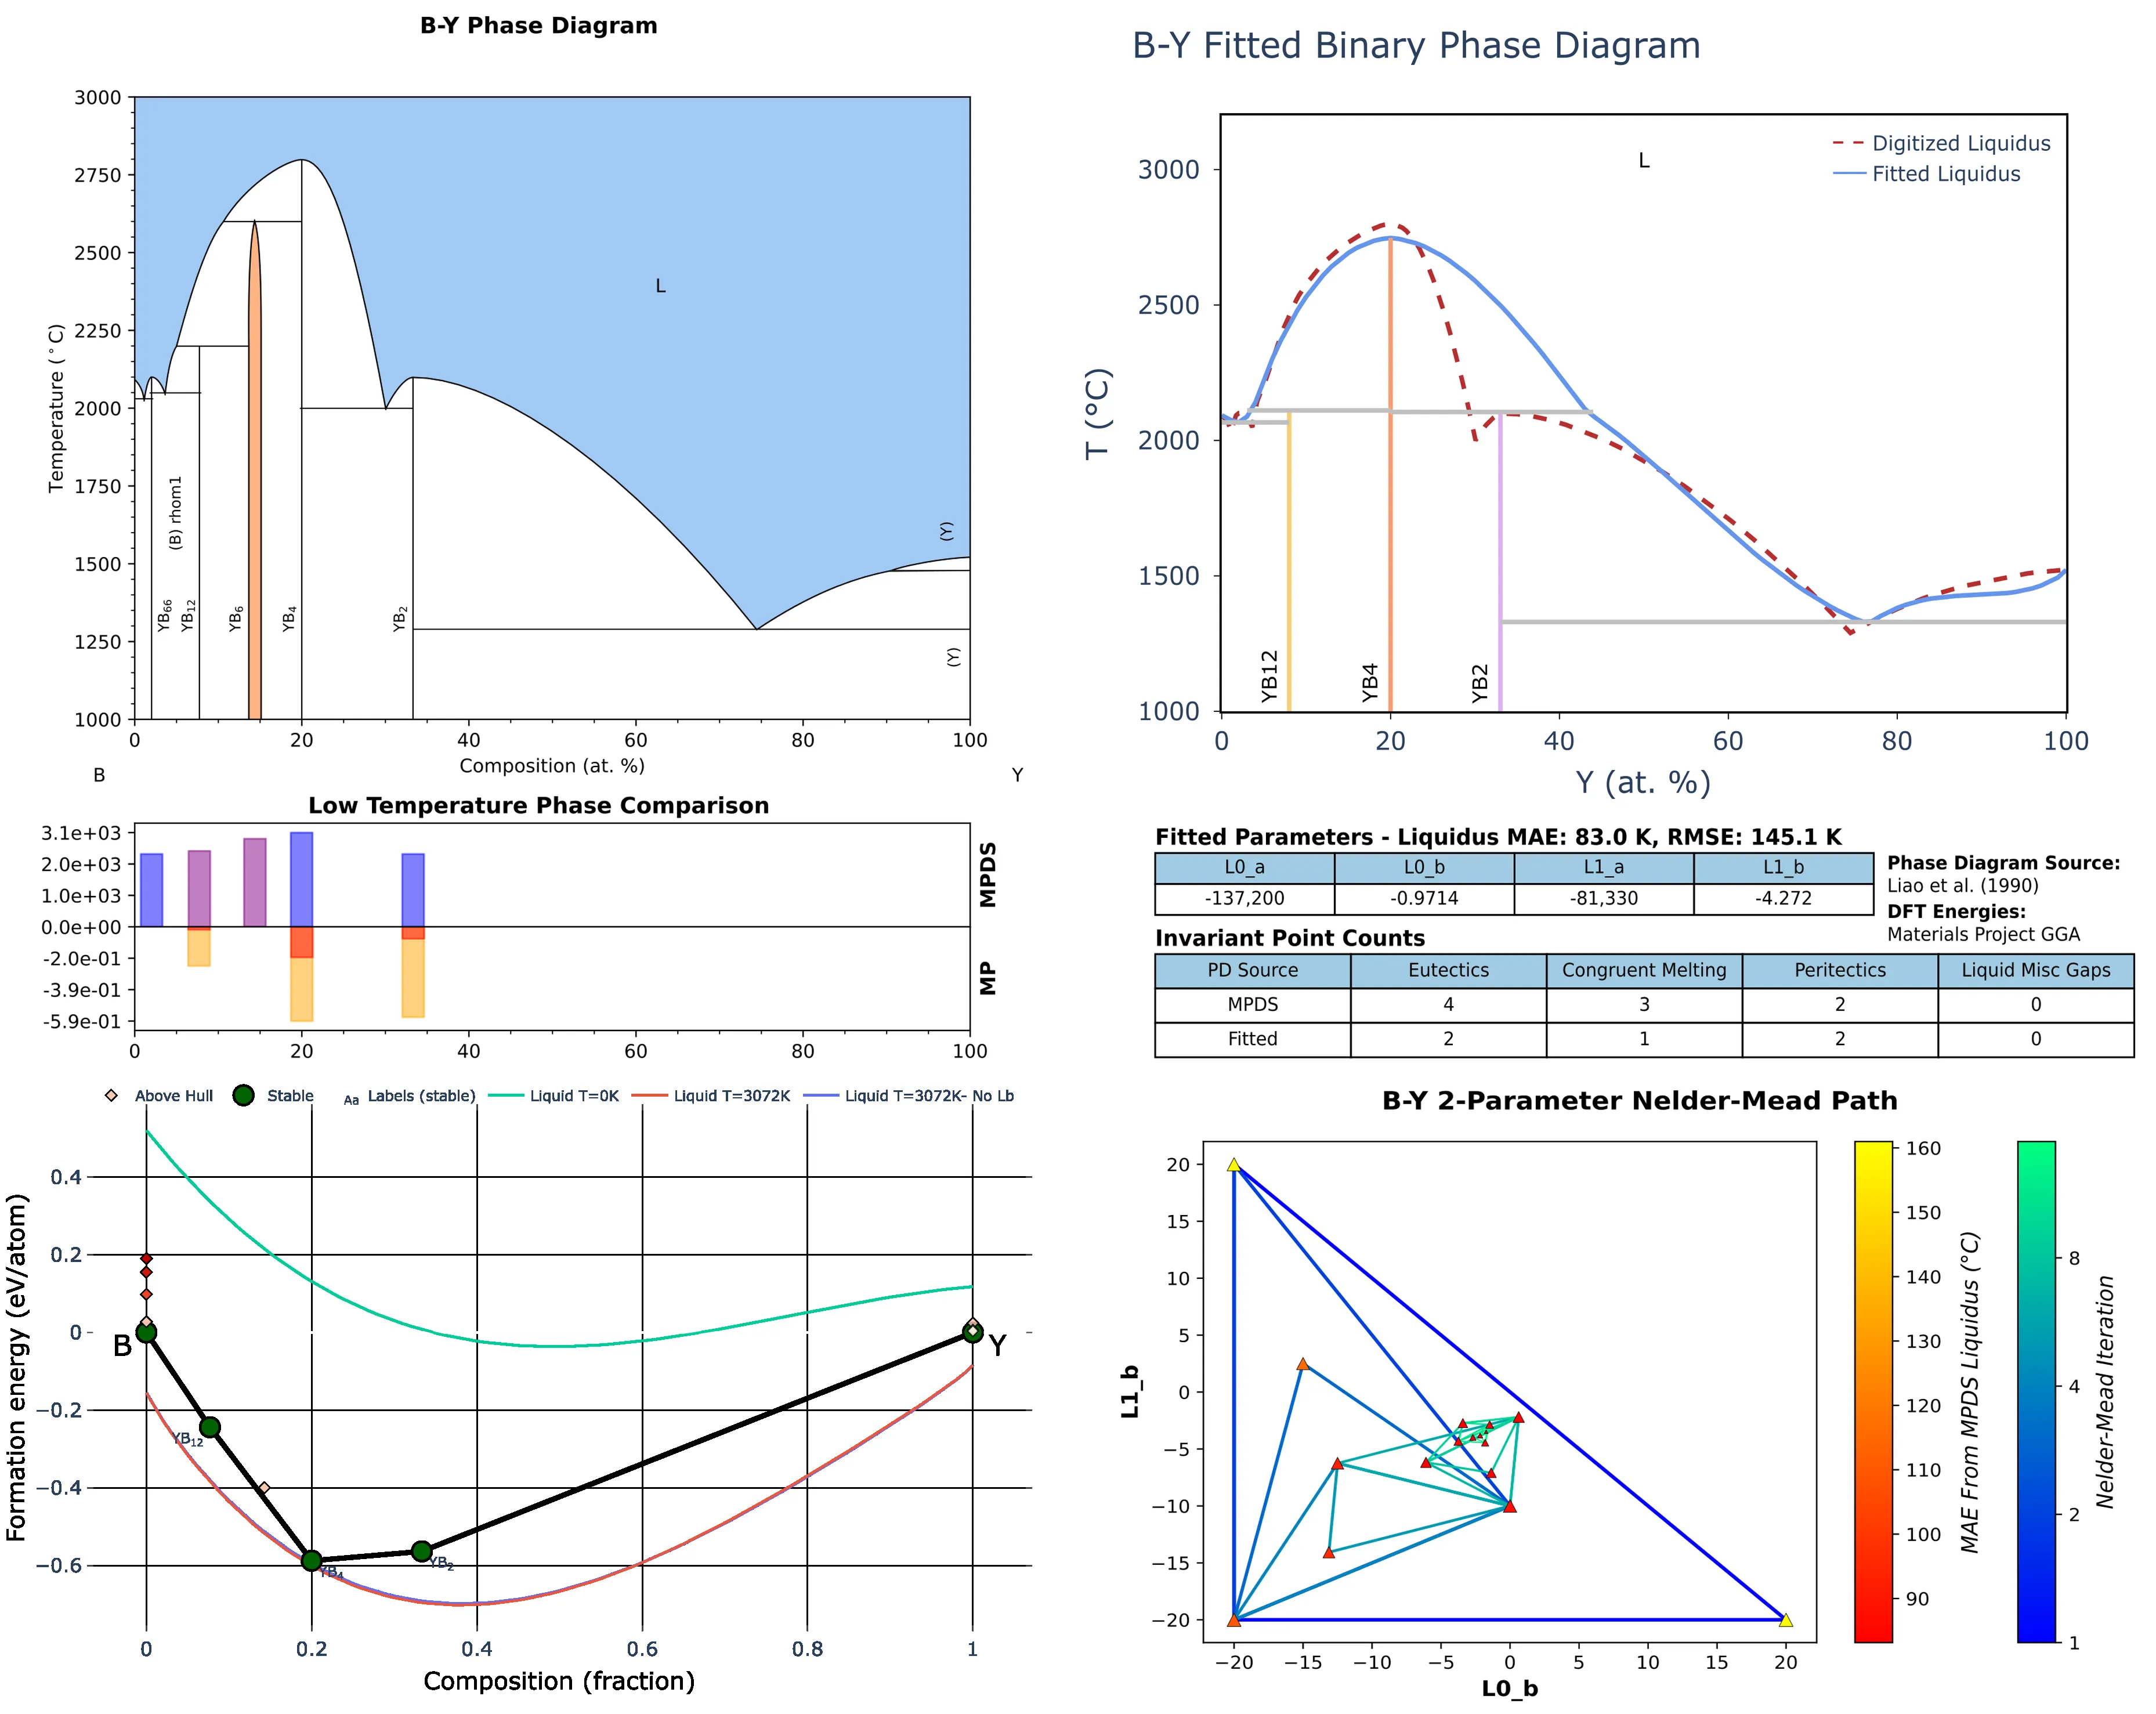 B-Y Phase Diagram
3000
2750
2500
2250
2000
1750
1500
1250
1000
Temperature (°C)
L
(B) rhom1
YB66
YB12
YB6
YB4
YB2
(Y)
(Y)
0 20 40 60 80 100
Composition (at. %)
B Y
Low Temperature Phase Comparison
3.1e+03
2.0e+03
1.0e+03
0.0e+00
-2.0e-01
-3.9e-01
-5.9e-01
MPDS
MP
0 20 40 60 80 100
B-Y Fitted Binary Phase Diagram
L
Digitized Liquidus
Fitted Liquidus
3000
2500
2000
1500
1000
T (°C)
YB12
YB4
YB2
0 20 40 60 80 100
Y (at. %)
Fitted Parameters - Liquidus MAE: 83.0 K, RMSE: 145.1 K
L0_a L0_b L1_a L1_b
-137,200 -0.9714 -81,330 -4.272
Phase Diagram Source:
Liao et al. (1990)
DFT Energies:
Materials Project GGA
Invariant Point Counts
PD Source Eutectics Congruent Melting Peritectics Liquid Misc Gaps
MPDS 4 3 2 0
Fitted 2 1 2 0
Above Hull Stable Aa Labels (stable) Liquid T=0K Liquid T=3072K Liquid T=3072K- No Lb
0.4
0.2
0
−0.2
−0.4
−0.6
Formation energy (eV/atom)
B
Y
YB12
YB4
YB2
0 0.2 0.4 0.6 0.8 1
Composition (fraction)
B-Y 2-Parameter Nelder-Mead Path
20
15
10
5
0
−5
−10
−15
−20
L1_b
−20 −15 −10 −5 0 5 10 15 20
L0_b
160
150
140
130
120
110
100
90
MAE From MPDS Liquidus (°C)
8
4
2
1
Nelder-Mead Iteration